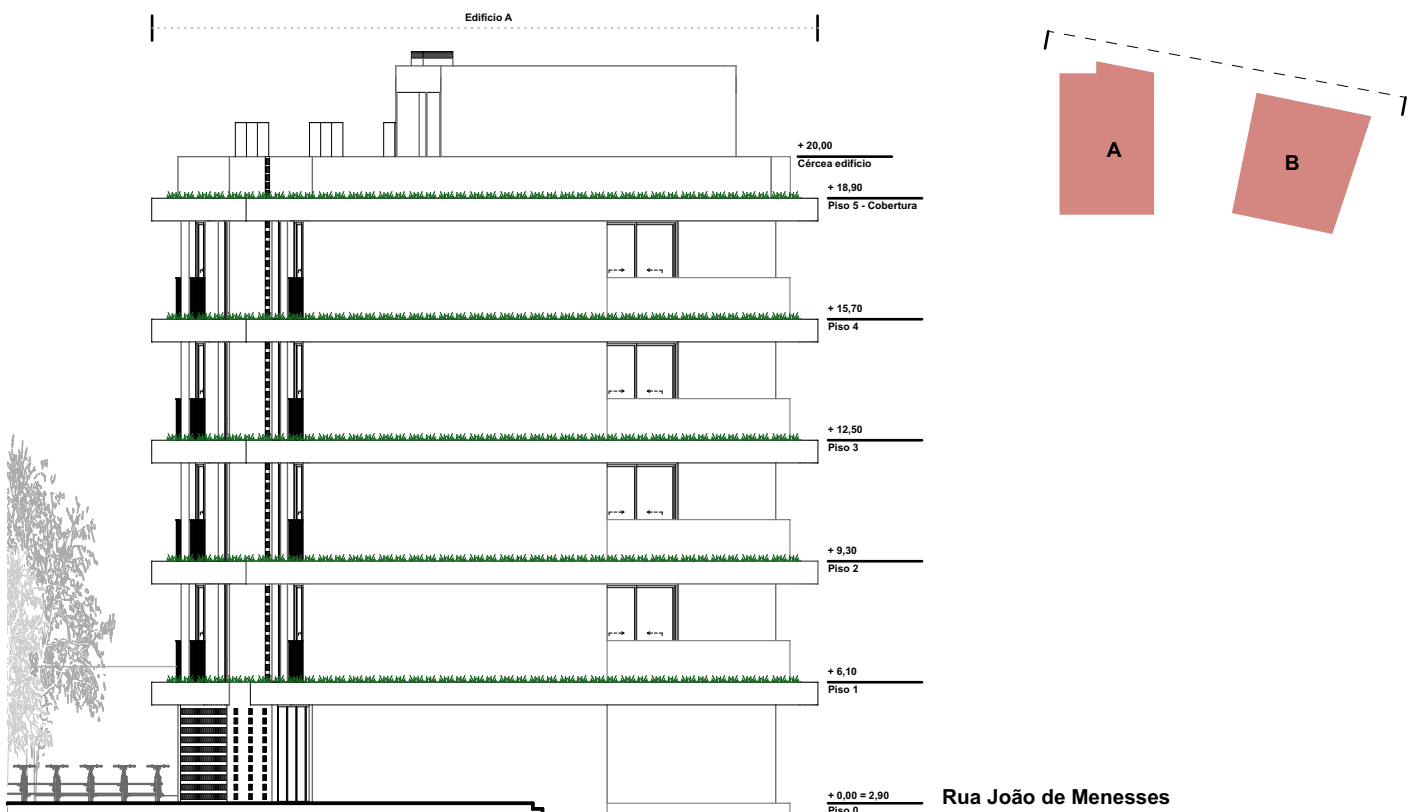 Edifício A
A
B
+ 20,00
Cércea edifício
+ 18,90
Piso 5 - Cobertura
+ 15,70
Piso 4
+ 12,50
Piso 3
+ 9,30
Piso 2
+ 6,10
Piso 1
+ 0,00 = 2,90
Piso 0
Rua João de Menesses